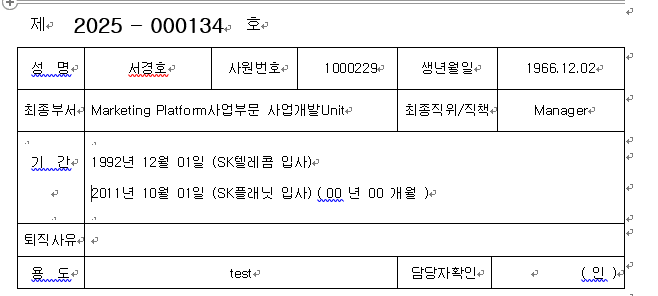 제 2025 - 000134 호
성 명 서경호 사원번호 1000229 생년월일 1966.12.02
최종부서 Marketing Platform사업부문 사업개발Unit 최종직위/직책 Manager
1992년 12월 01일 (SK텔레콤 입사)
기 간
2011년 10월 01일 (SK플래닛 입사) ( 00 년 00 개월 )
퇴직사유
용 도 test 담당자확인 ( 인 )